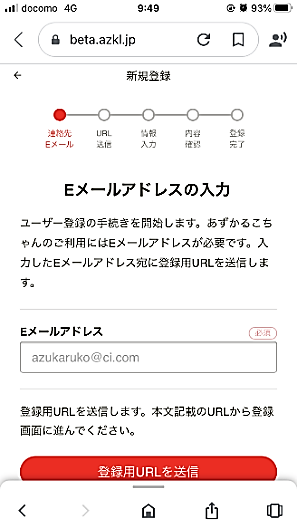 docomo 4G 9:49 93%
beta.azkl.jp
新規登録
連絡先 URL 情報 内容 登録
Eメール 送信 入力 確認 完了
Eメールアドレスの入力
ユーザー登録の手続きを開始します。あずかるこち
ゃんのご利用にはEメールアドレスが必要です。入
力したEメールアドレス宛に登録用URLを送信しま
す。
Eメールアドレス 必須
azukaruko@ci.com
登録用URLを送信します。本文記載のURLから登録
画面に進んでください。
登録用URLを送信